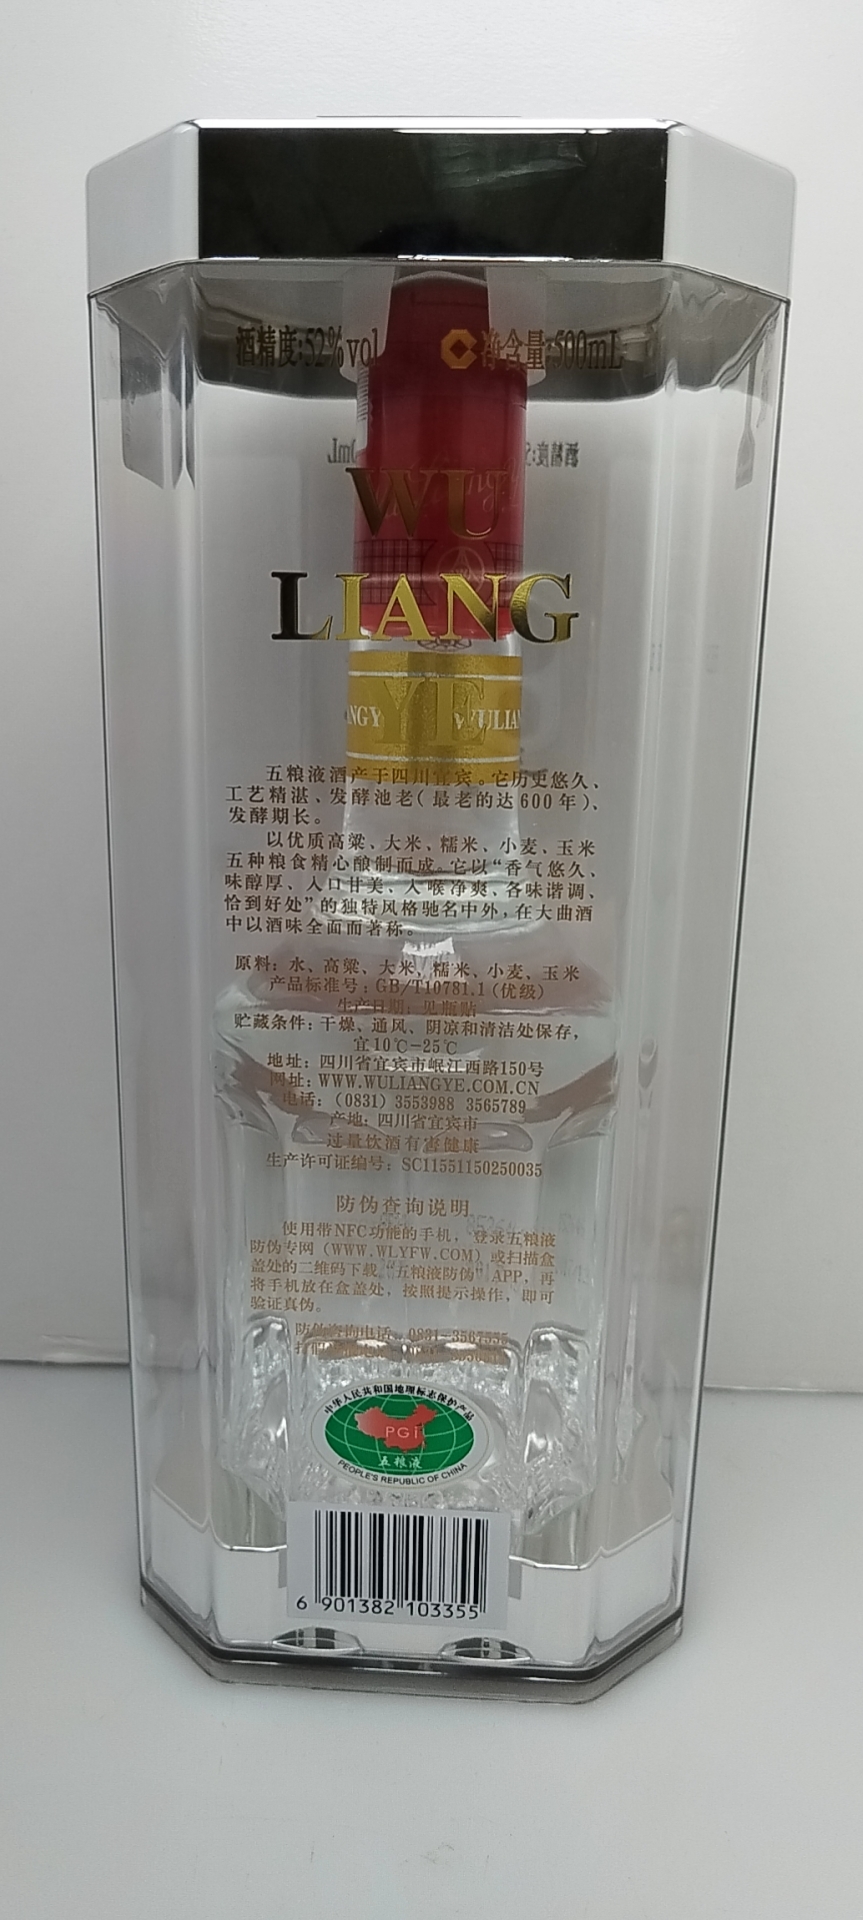 酒精度:52%vol 净含量:500mL
WU
LIANG
YE
NGY WULIAN
五粮液酒产于四川宜宾。它历史悠久、
工艺精湛、发酵池老(最老的达600年)、
发酵期长。
以优质高粱、大米、糯米、小麦、玉米
五种粮食精心酿制而成。它以“香气悠久、
味醇厚、入口甘美、入喉净爽、各味谐调、
恰到好处”的独特风格驰名中外,在大曲酒
中以酒味全面而著称。
原料:水、高粱、大米、糯米、小麦、玉米
产品标准号:GB/T10781.1(优级)
生产日期:见瓶贴
贮藏条件:干燥、通风、阴凉和清洁处保存,
宜10℃-25℃
地址:四川省宜宾市岷江西路150号
网址:WWW.WULIANGYE.COM.CN
电话:(0831) 3553988 3565789
产地:四川省宜宾市
过量饮酒有害健康
生产许可证编号:SC11551150250035
防伪查询说明
使用带NFC功能的手机,登录五粮液
防伪专网(WWW.WLYFW.COM)或扫描盒
盖处的二维码下载“五粮液防伪”APP,再
将手机放在盒盖处,按照提示操作,即可
验证真伪。
防伪咨询电话:0831-356755
中华人民共和国地理标志保护产品
PGI
五粮液
PEOPLE'S REPUBLIC OF CHINA
6 901382 103355